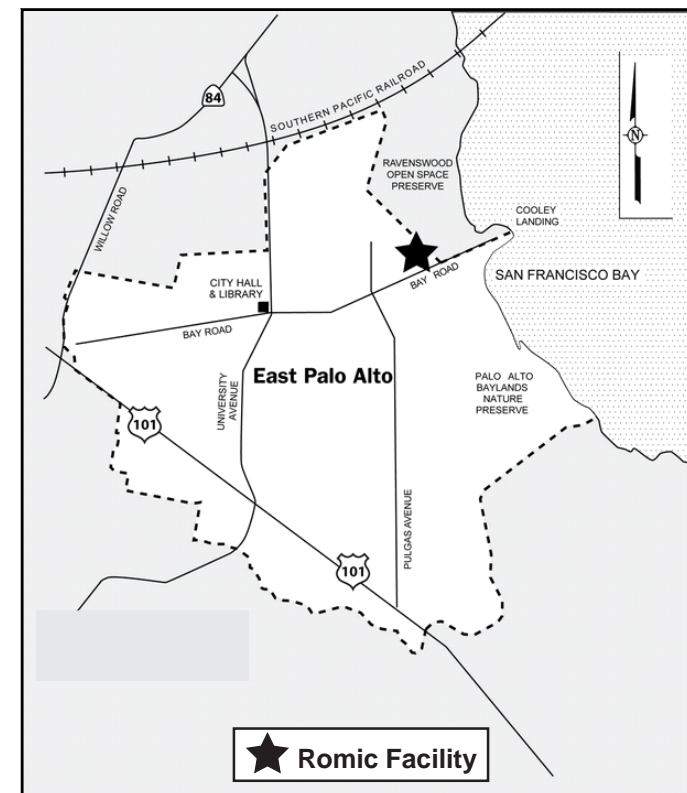 84
SOUTHERN PACIFIC RAILROAD
WILLOW ROAD
RAVENSWOOD
OPEN SPACE
PRESERVE
N
COOLEY
LANDING
SAN FRANCISCO BAY
CITY HALL
& LIBRARY
BAY ROAD
BAY ROAD
East Palo Alto
UNIVERSITY
AVENUE
PALO ALTO
BAYLANDS
NATURE
PRESERVE
101
PULGAS AVENUE
101
Romic Facility